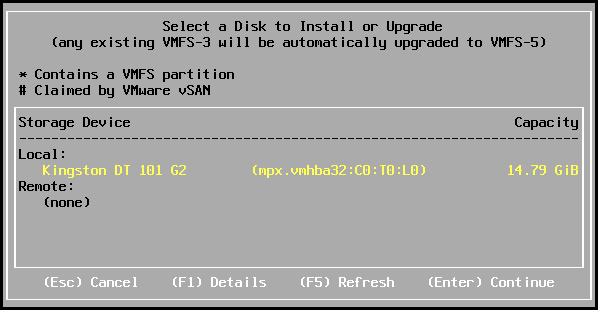 Select a Disk to Install or Upgrade
(any existing VMFS-3 will be automatically upgraded to VMFS-5)
* Contains a VMFS partition
# Claimed by VMware vSAN
Storage Device Capacity
--------------------------------------------------------------------------------
Local:
Kingston DT 101 G2 (mpx.vmhba32:C0:T0:L0) 14.79 GiB
Remote:
(none)
(Esc) Cancel (F1) Details (F5) Refresh (Enter) Continue